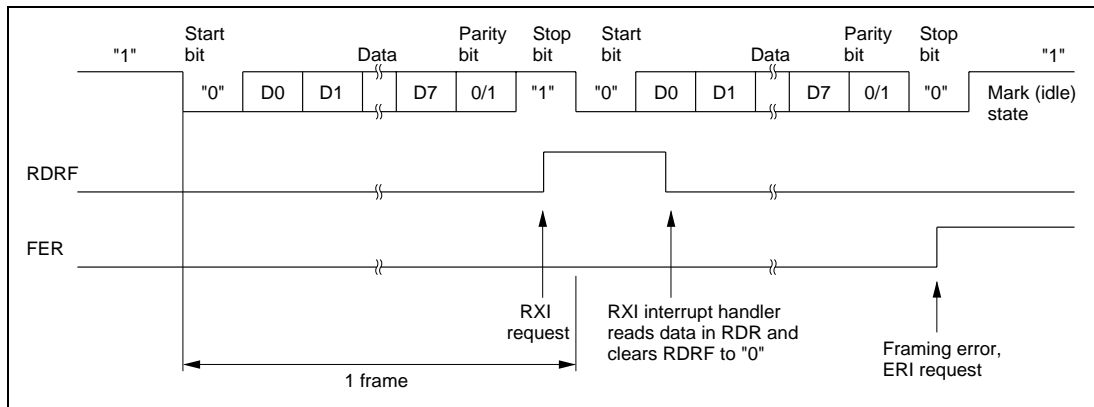 "1"
Start
bit
Data
Parity
bit
Stop
bit
Start
bit
Data
Parity
bit
Stop
bit
"1"
"0" D0 D1 D7 0/1 "1" "0" D0 D1 D7 0/1 "0" Mark (idle)
state
RDRF
FER
RXI
request
RXI interrupt handler
reads data in RDR and
clears RDRF to "0"
Framing error,
ERI request
1 frame